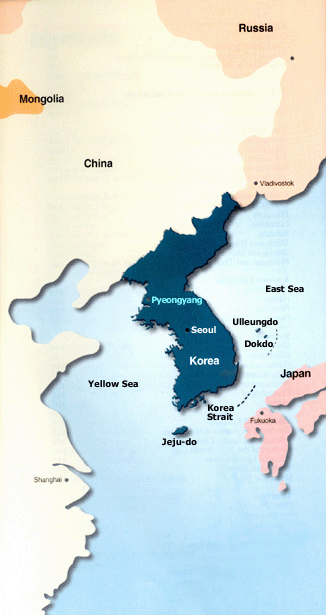 Russia
Mongolia
China
Vladivostok
East Sea
Pyeongyang
Ulleungdo
Seoul
Dokdo
Korea
Japan
Yellow Sea
Korea
Strait
Fukuoka
Jeju-do
Shanghai